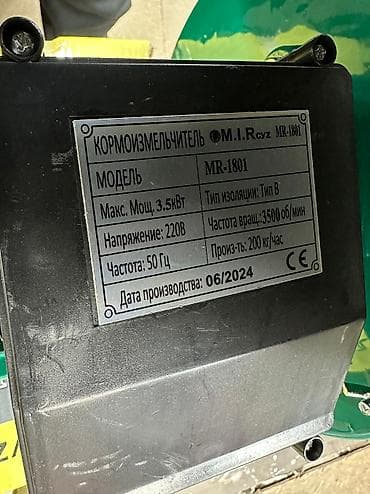 КОРМОИЗМЕЛЬЧИТЕЛЬ M.I.Rcyz MR-1801
МОДЕЛЬ MR-1801
Макс. Мощ. 3.5кВт Тип изоляции: Тип В
Напряжение: 220В Частота вращ.:3500 об/мин
Частота: 50 Гц Произ-ть: 200 кг/час
Дата производства: 06/2024 CE